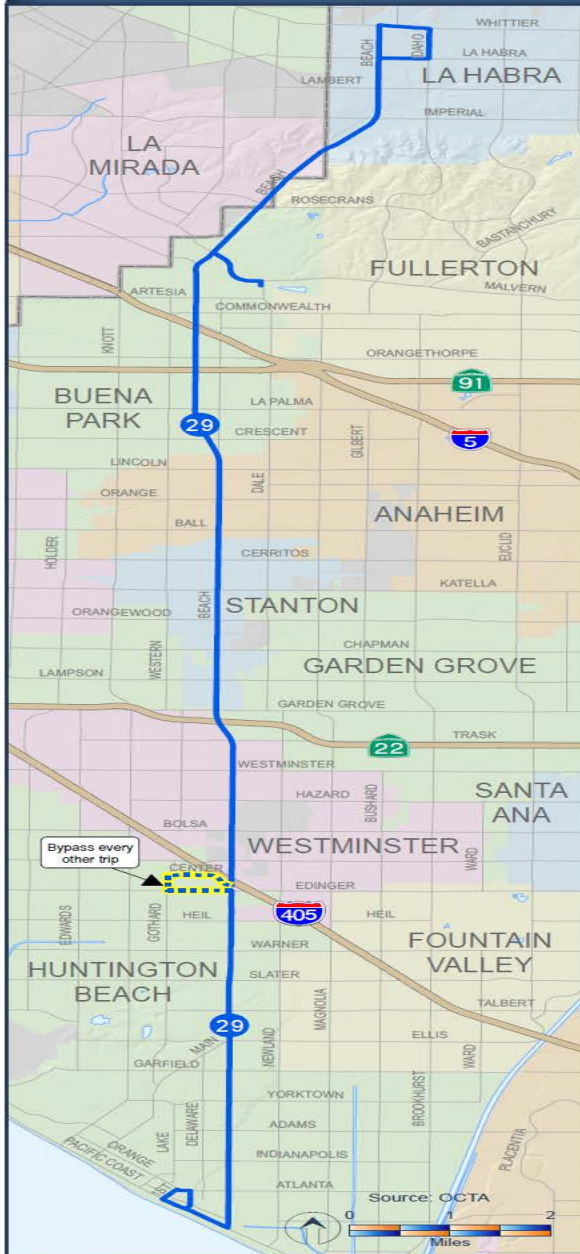 WHITTIER
BEACH
IDAHO
LA HABRA
LAMBERT
LA HABRA
IMPERIAL
LA
MIRADA
BEACH
ROSECRANS
BASTANCHURY
FULLERTON
MALVERN
ARTESIA
COMMONWEALTH
KNOTT
ORANGETHORPE
91
BUENA
PARK
LA PALMA
29
CRESCENT
GILBERT
5
LINCOLN
DALE
ORANGE
ANAHEIM
BALL
HOLDER
CERRITOS
EUCLID
KATELLA
BEACH
STANTON
ORANGEWOOD
WESTERN
CHAPMAN
LAMPSON
GARDEN GROVE
GARDEN GROVE
TRASK
22
WESTMINSTER
HAZARD
BUSHARD
SANTA
ANA
BOLSA
WESTMINSTER
WARD
Bypass every
other trip
CENTER
EDINGER
EDWARDS
GOTHARD
HEIL
405
HEIL
WARNER
FOUNTAIN
VALLEY
SLATER
HUNTINGTON
BEACH
MAGNOLIA
TALBERT
29
MAIN
NEWLAND
ELLIS
WARD
GARFIELD
BROOKHURST
YORKTOWN
LAKE
DELAWARE
ADAMS
PLACENTIA
ORANGE
INDIANAPOLIS
PACIFIC COAST
ATLANTA
1ST
Source: OCTA
0 1 2
Miles